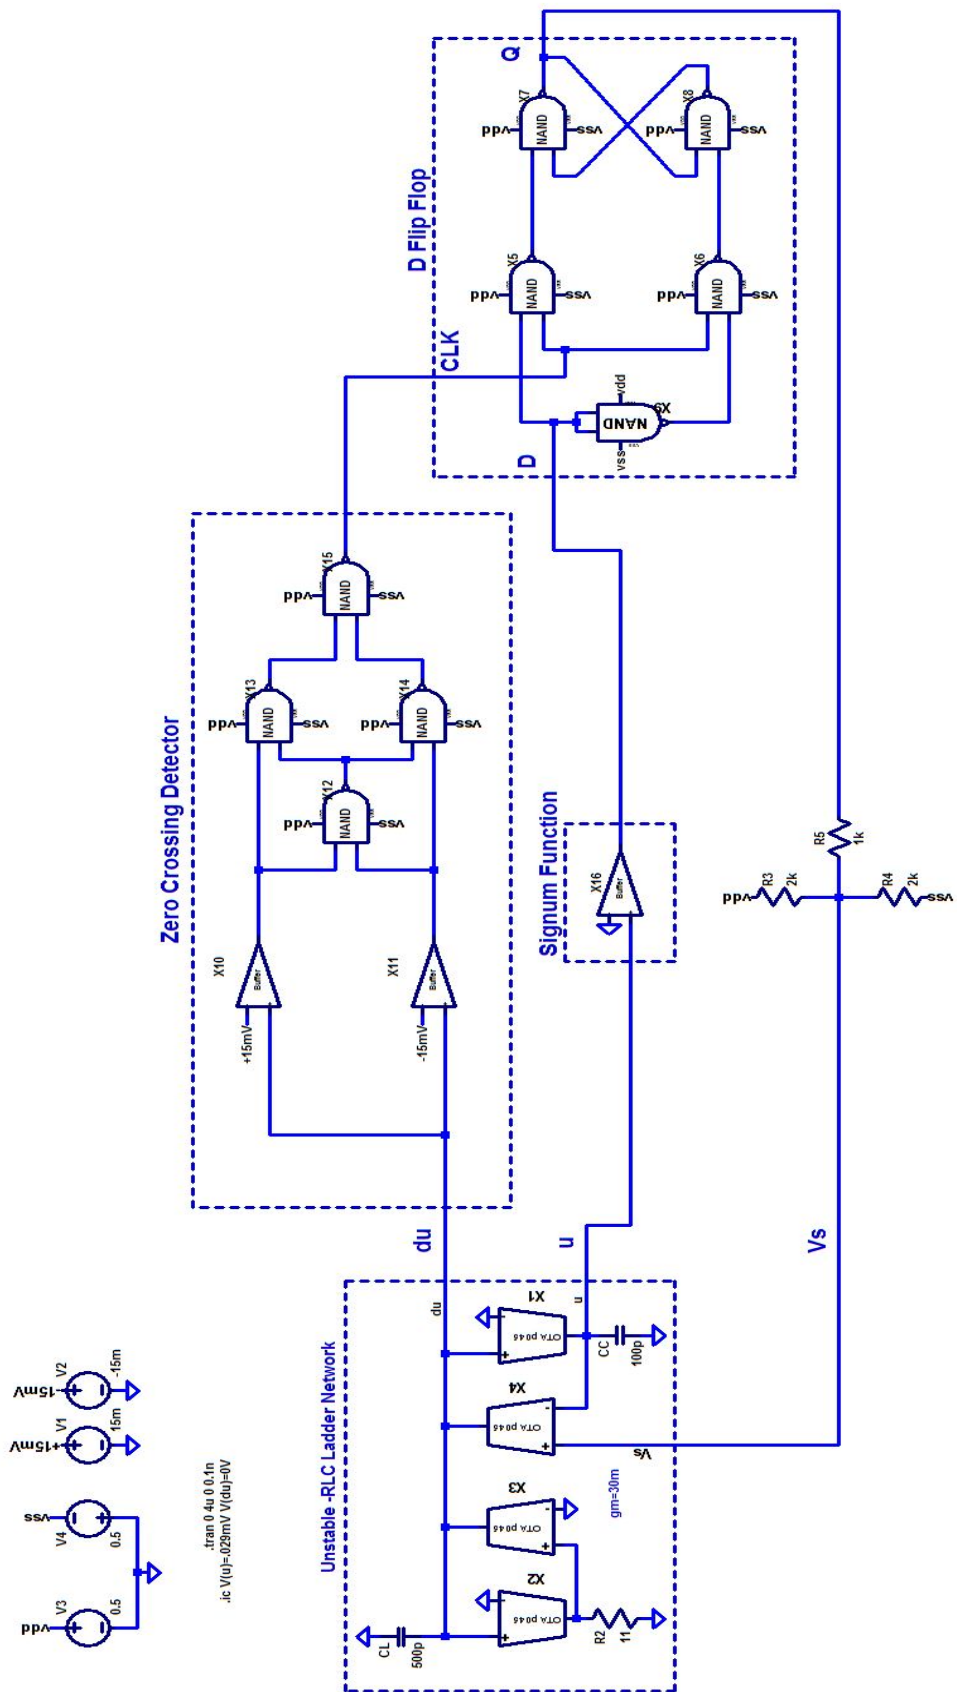 vdd
V3
0.5
vss
V4
0.5
+15mV
V1
15m
-15mV
V2
-15m
.tran 0 4u 0 0.1n
.ic V(u)=.029mV V(du)=0V
Unstable -RLC Ladder Network
CL
500p
X2
OTA p045
R2
11
X3
OTA p045
gm=30m
X4
OTA p045
Vs
X1
OTA p045
du
u
CC
100p
du
u
Vs
Zero Crossing Detector
+15mV
X10
Buffer
-15mV
X11
Buffer
vdd
X12
NAND
vss
vdd
X13
NAND
vss
vdd
X14
NAND
vss
vdd
X15
NAND
vss
Signum Function
X16
Buffer
vdd
R3
2k
R5
1k
R4
2k
vss
D Flip Flop
CLK
D
vdd
X9
NAND
vss
vdd
X5
NAND
vss
vdd
X6
NAND
vss
vdd
X7
NAND
vss
vdd
X8
NAND
vss
Q